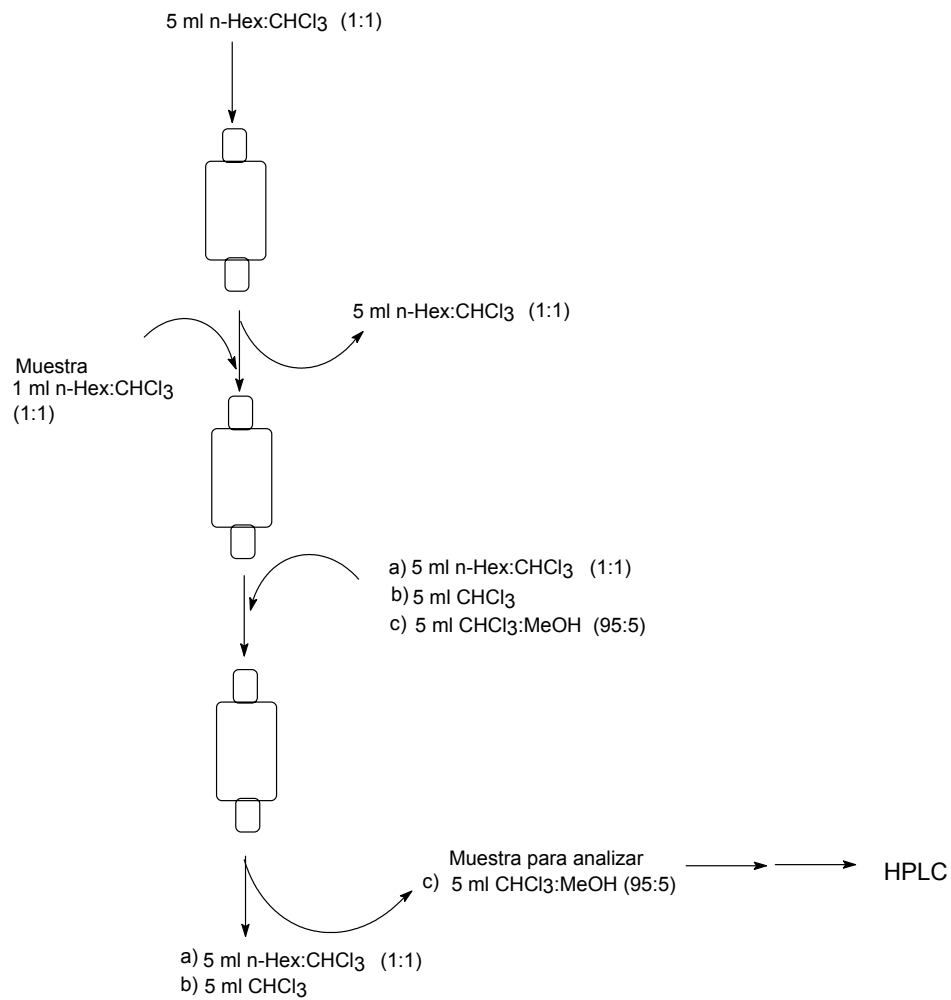 5 ml n-Hex:CHCl3 (1:1)
5 ml n-Hex:CHCl3 (1:1)
Muestra
1 ml n-Hex:CHCl3
(1:1)
a) 5 ml n-Hex:CHCl3 (1:1)
b) 5 ml CHCl3
c) 5 ml CHCl3:MeOH (95:5)
Muestra para analizar
c) 5 ml CHCl3:MeOH (95:5)
HPLC
a) 5 ml n-Hex:CHCl3 (1:1)
b) 5 ml CHCl3